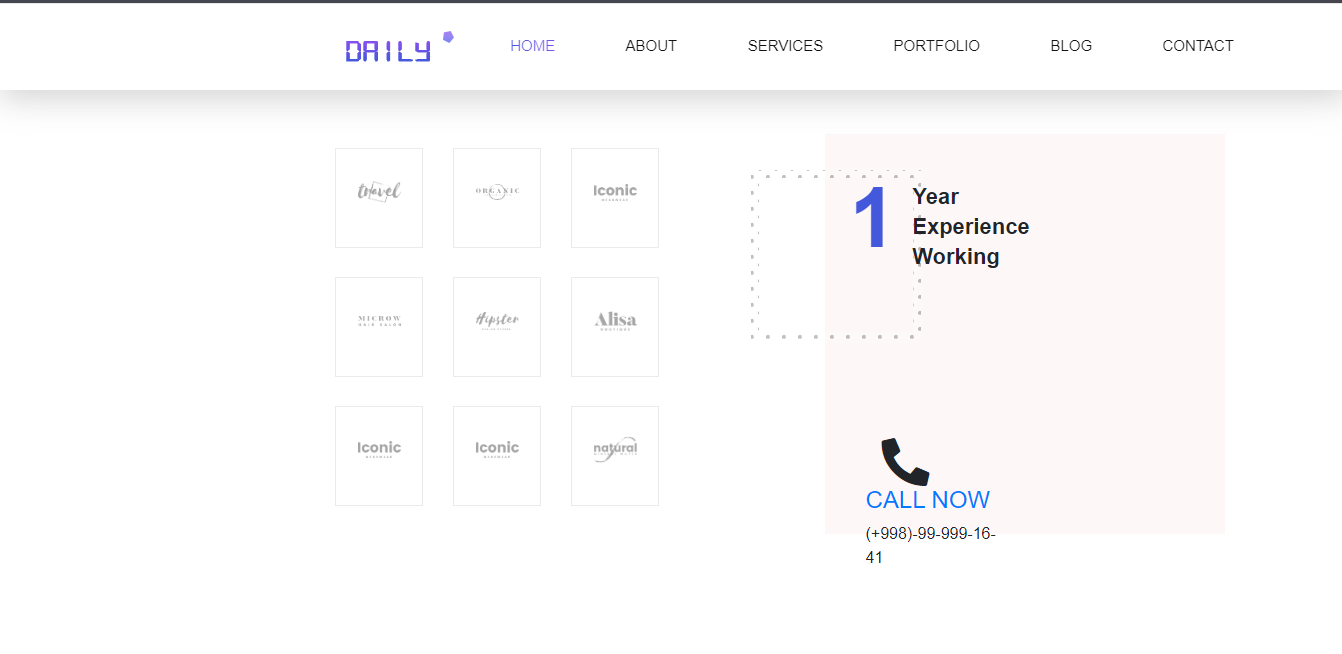 DAILY
HOME ABOUT SERVICES PORTFOLIO BLOG CONTACT
travel
ORGANIC
Iconic
MICROW
HAIR SALON
Hipster
Alisa
BOUTIQUE
Iconic
Iconic
natural
1
Year
Experience
Working
CALL NOW
(+998)-99-999-16-
41